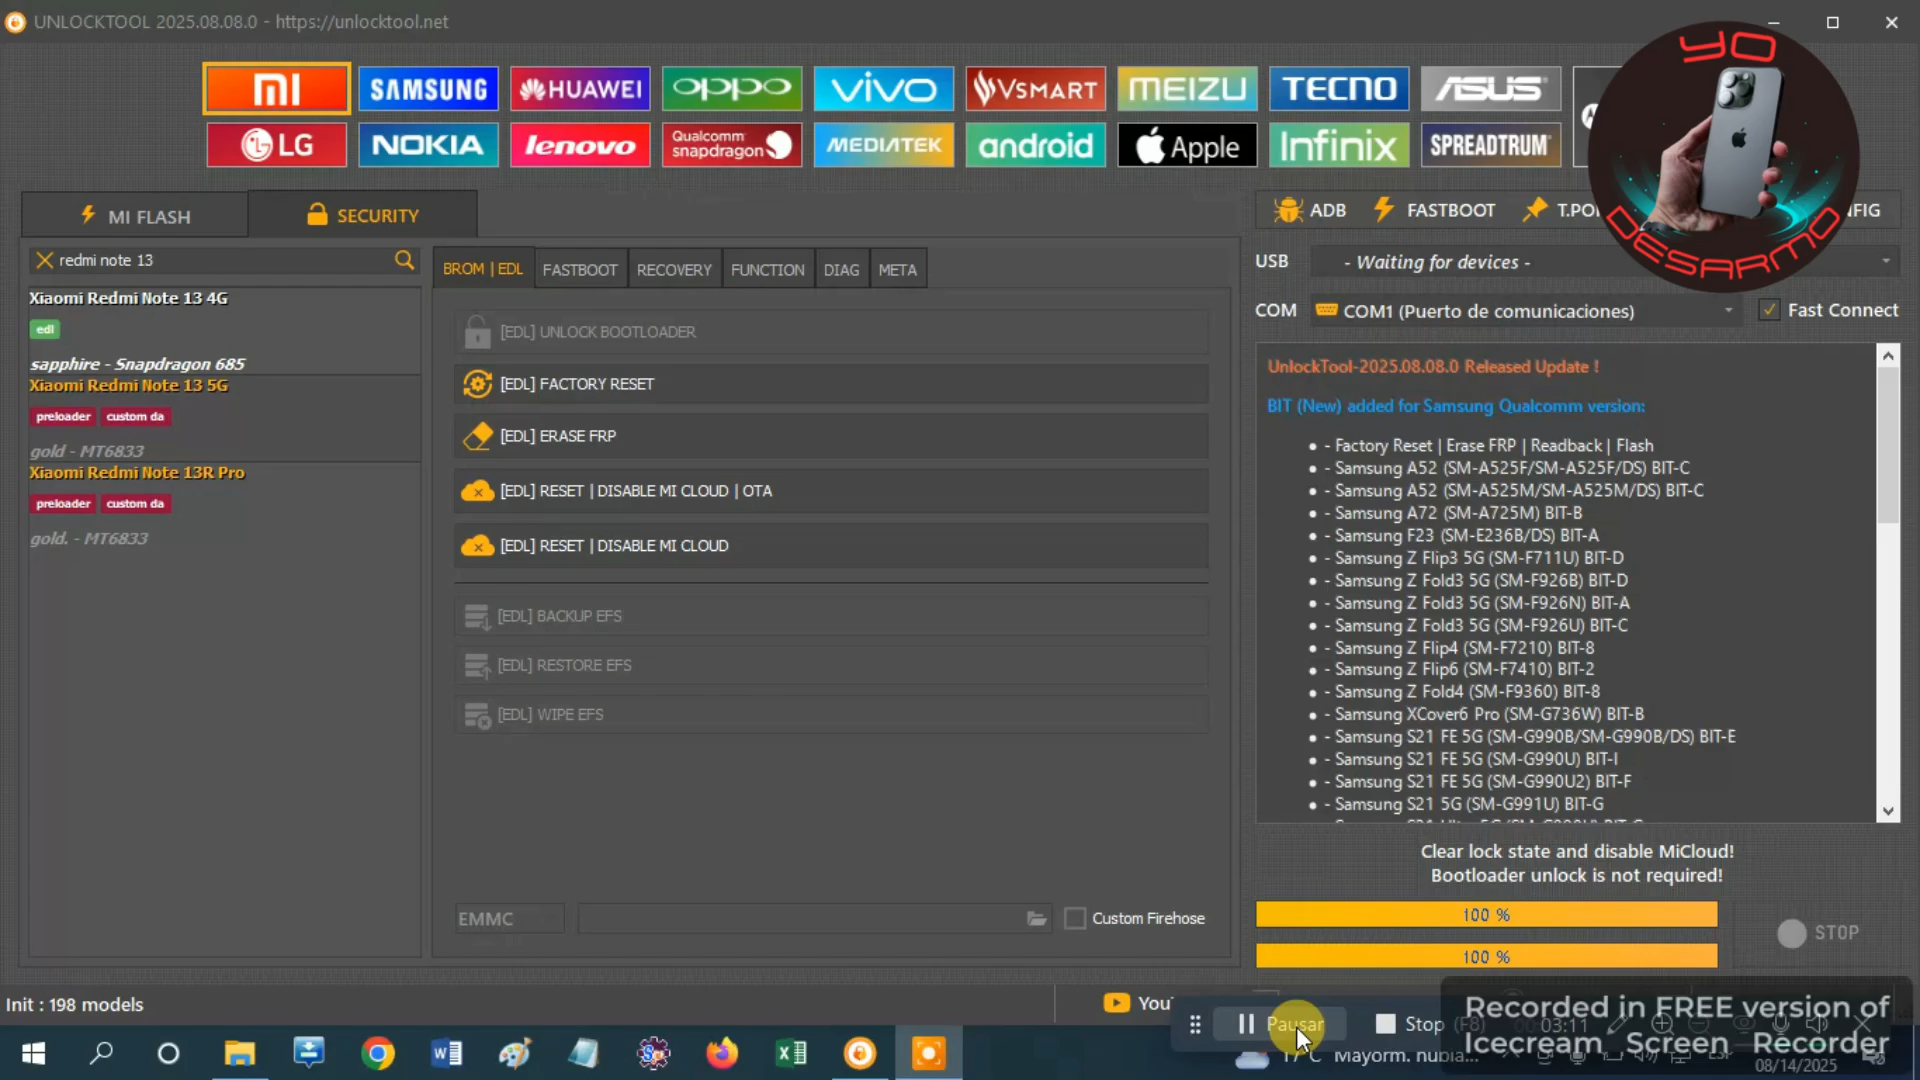 UNLOCKTOOL 2025.08.08.0 - https://unlocktool.net
MI SAMSUNG HUAWEI oppo vivo VSMART MEIZU TECNO ASUS
LG NOKIA lenovo Qualcomm snapdragon MEDIATEK android Apple Infinix SPREADTRUM
YO DESARMO
MI FLASH SECURITY
ADB FASTBOOT
redmi note 13
BROM | EDL FASTBOOT RECOVERY FUNCTION DIAG META
USB - Waiting for devices -
COM COM1 (Puerto de comunicaciones) Fast Connect
Xiaomi Redmi Note 13 4G
edl
sapphire - Snapdragon 685
Xiaomi Redmi Note 13 5G
preloader custom da
gold - MT6833
Xiaomi Redmi Note 13R Pro
preloader custom da
gold. - MT6833
[EDL] UNLOCK BOOTLOADER
[EDL] FACTORY RESET
[EDL] ERASE FRP
[EDL] RESET | DISABLE MI CLOUD | OTA
[EDL] RESET | DISABLE MI CLOUD
[EDL] BACKUP EFS
[EDL] RESTORE EFS
[EDL] WIPE EFS
EMMC Custom Firehose
UnlockTool-2025.08.08.0 Released Update !
BIT (New) added for Samsung Qualcomm version:
- Factory Reset | Erase FRP | Readback | Flash
- Samsung A52 (SM-A525F/SM-A525F/DS) BIT-C
- Samsung A52 (SM-A525M/SM-A525M/DS) BIT-C
- Samsung A72 (SM-A725M) BIT-B
- Samsung F23 (SM-E236B/DS) BIT-A
- Samsung Z Flip3 5G (SM-F711U) BIT-D
- Samsung Z Fold3 5G (SM-F926B) BIT-D
- Samsung Z Fold3 5G (SM-F926N) BIT-A
- Samsung Z Fold3 5G (SM-F926U) BIT-C
- Samsung Z Flip4 (SM-F7210) BIT-8
- Samsung Z Flip6 (SM-F7410) BIT-2
- Samsung Z Fold4 (SM-F9360) BIT-8
- Samsung XCover6 Pro (SM-G736W) BIT-B
- Samsung S21 FE 5G (SM-G990B/SM-G990B/DS) BIT-E
- Samsung S21 FE 5G (SM-G990U) BIT-I
- Samsung S21 FE 5G (SM-G990U2) BIT-F
- Samsung S21 5G (SM-G991U) BIT-G
Clear lock state and disable MiCloud!
Bootloader unlock is not required!
100 %
100 %
STOP
Init : 198 models
Pausar Stop (F8) 03:11
Recorded in FREE version of
Icecream Screen Recorder
17°C Mayorm. nubla...
08/14/2025